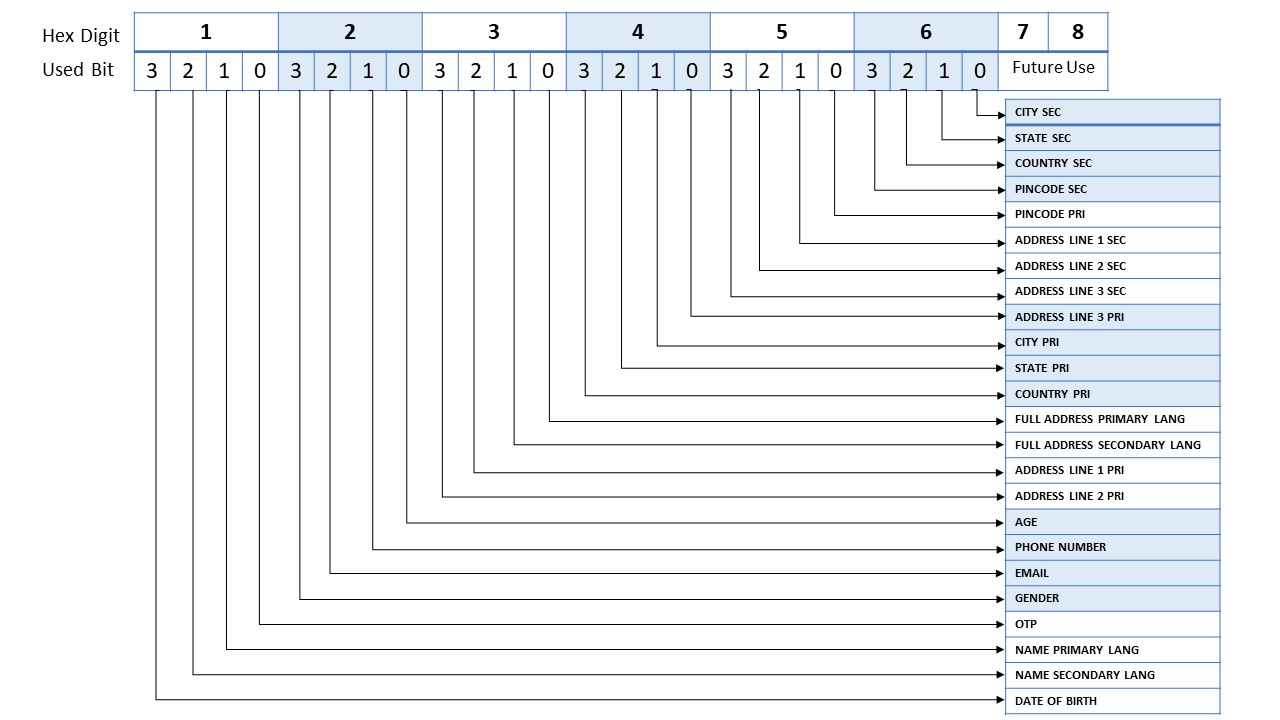 Hex Digit 1 2 3 4 5 6 7 8
Used Bit 3 2 1 0 3 2 1 0 3 2 1 0 3 2 1 0 3 2 1 0 3 2 1 0 Future Use
CITY SEC
STATE SEC
COUNTRY SEC
PINCODE SEC
PINCODE PRI
ADDRESS LINE 1 SEC
ADDRESS LINE 2 SEC
ADDRESS LINE 3 SEC
ADDRESS LINE 3 PRI
CITY PRI
STATE PRI
COUNTRY PRI
FULL ADDRESS PRIMARY LANG
FULL ADDRESS SECONDARY LANG
ADDRESS LINE 1 PRI
ADDRESS LINE 2 PRI
AGE
PHONE NUMBER
EMAIL
GENDER
OTP
NAME PRIMARY LANG
NAME SECONDARY LANG
DATE OF BIRTH